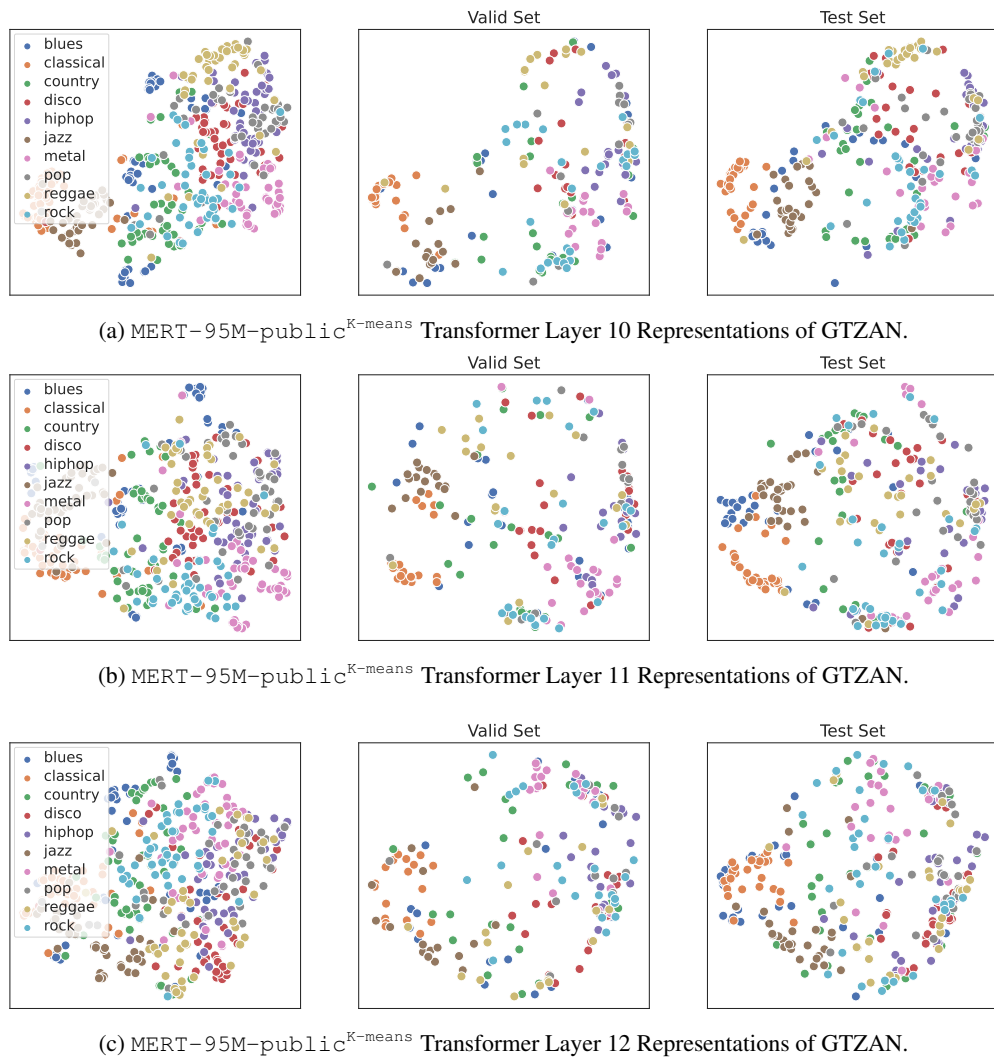 Valid Set
Test Set
blues
classical
country
disco
hiphop
jazz
metal
pop
reggae
rock
(a) MERT-95M-public^K-means Transformer Layer 10 Representations of GTZAN.
Valid Set
Test Set
blues
classical
country
disco
hiphop
jazz
metal
pop
reggae
rock
(b) MERT-95M-public^K-means Transformer Layer 11 Representations of GTZAN.
Valid Set
Test Set
blues
classical
country
disco
hiphop
jazz
metal
pop
reggae
rock
(c) MERT-95M-public^K-means Transformer Layer 12 Representations of GTZAN.